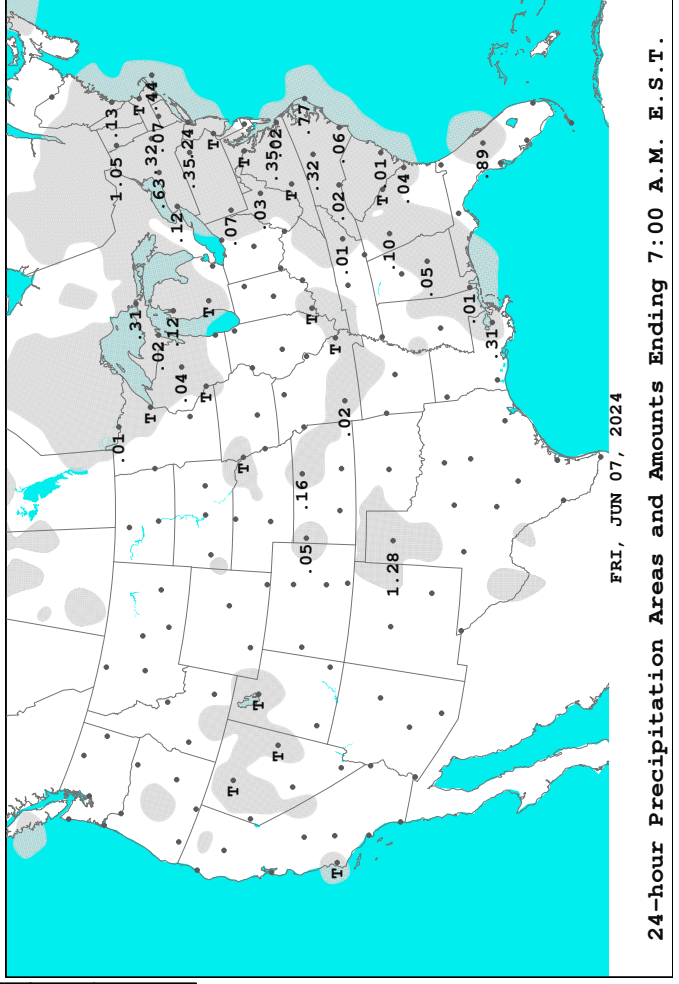 .01
1.05
.13
.31
T
T
.02
.63
.32
.07
.44
.12
.12
.04
.35
.24
T
T
T
.07
T
T
T
T
.03
.35
.02
T
T
.05
.16
.77
T
.32
T
T
.02
.01
.02
.06
T
.01
1.28
.10
.04
.05
.01
.89
.31
FRI, JUN 07, 2024
24-hour Precipitation Areas and Amounts Ending 7:00 A.M. E.S.T.